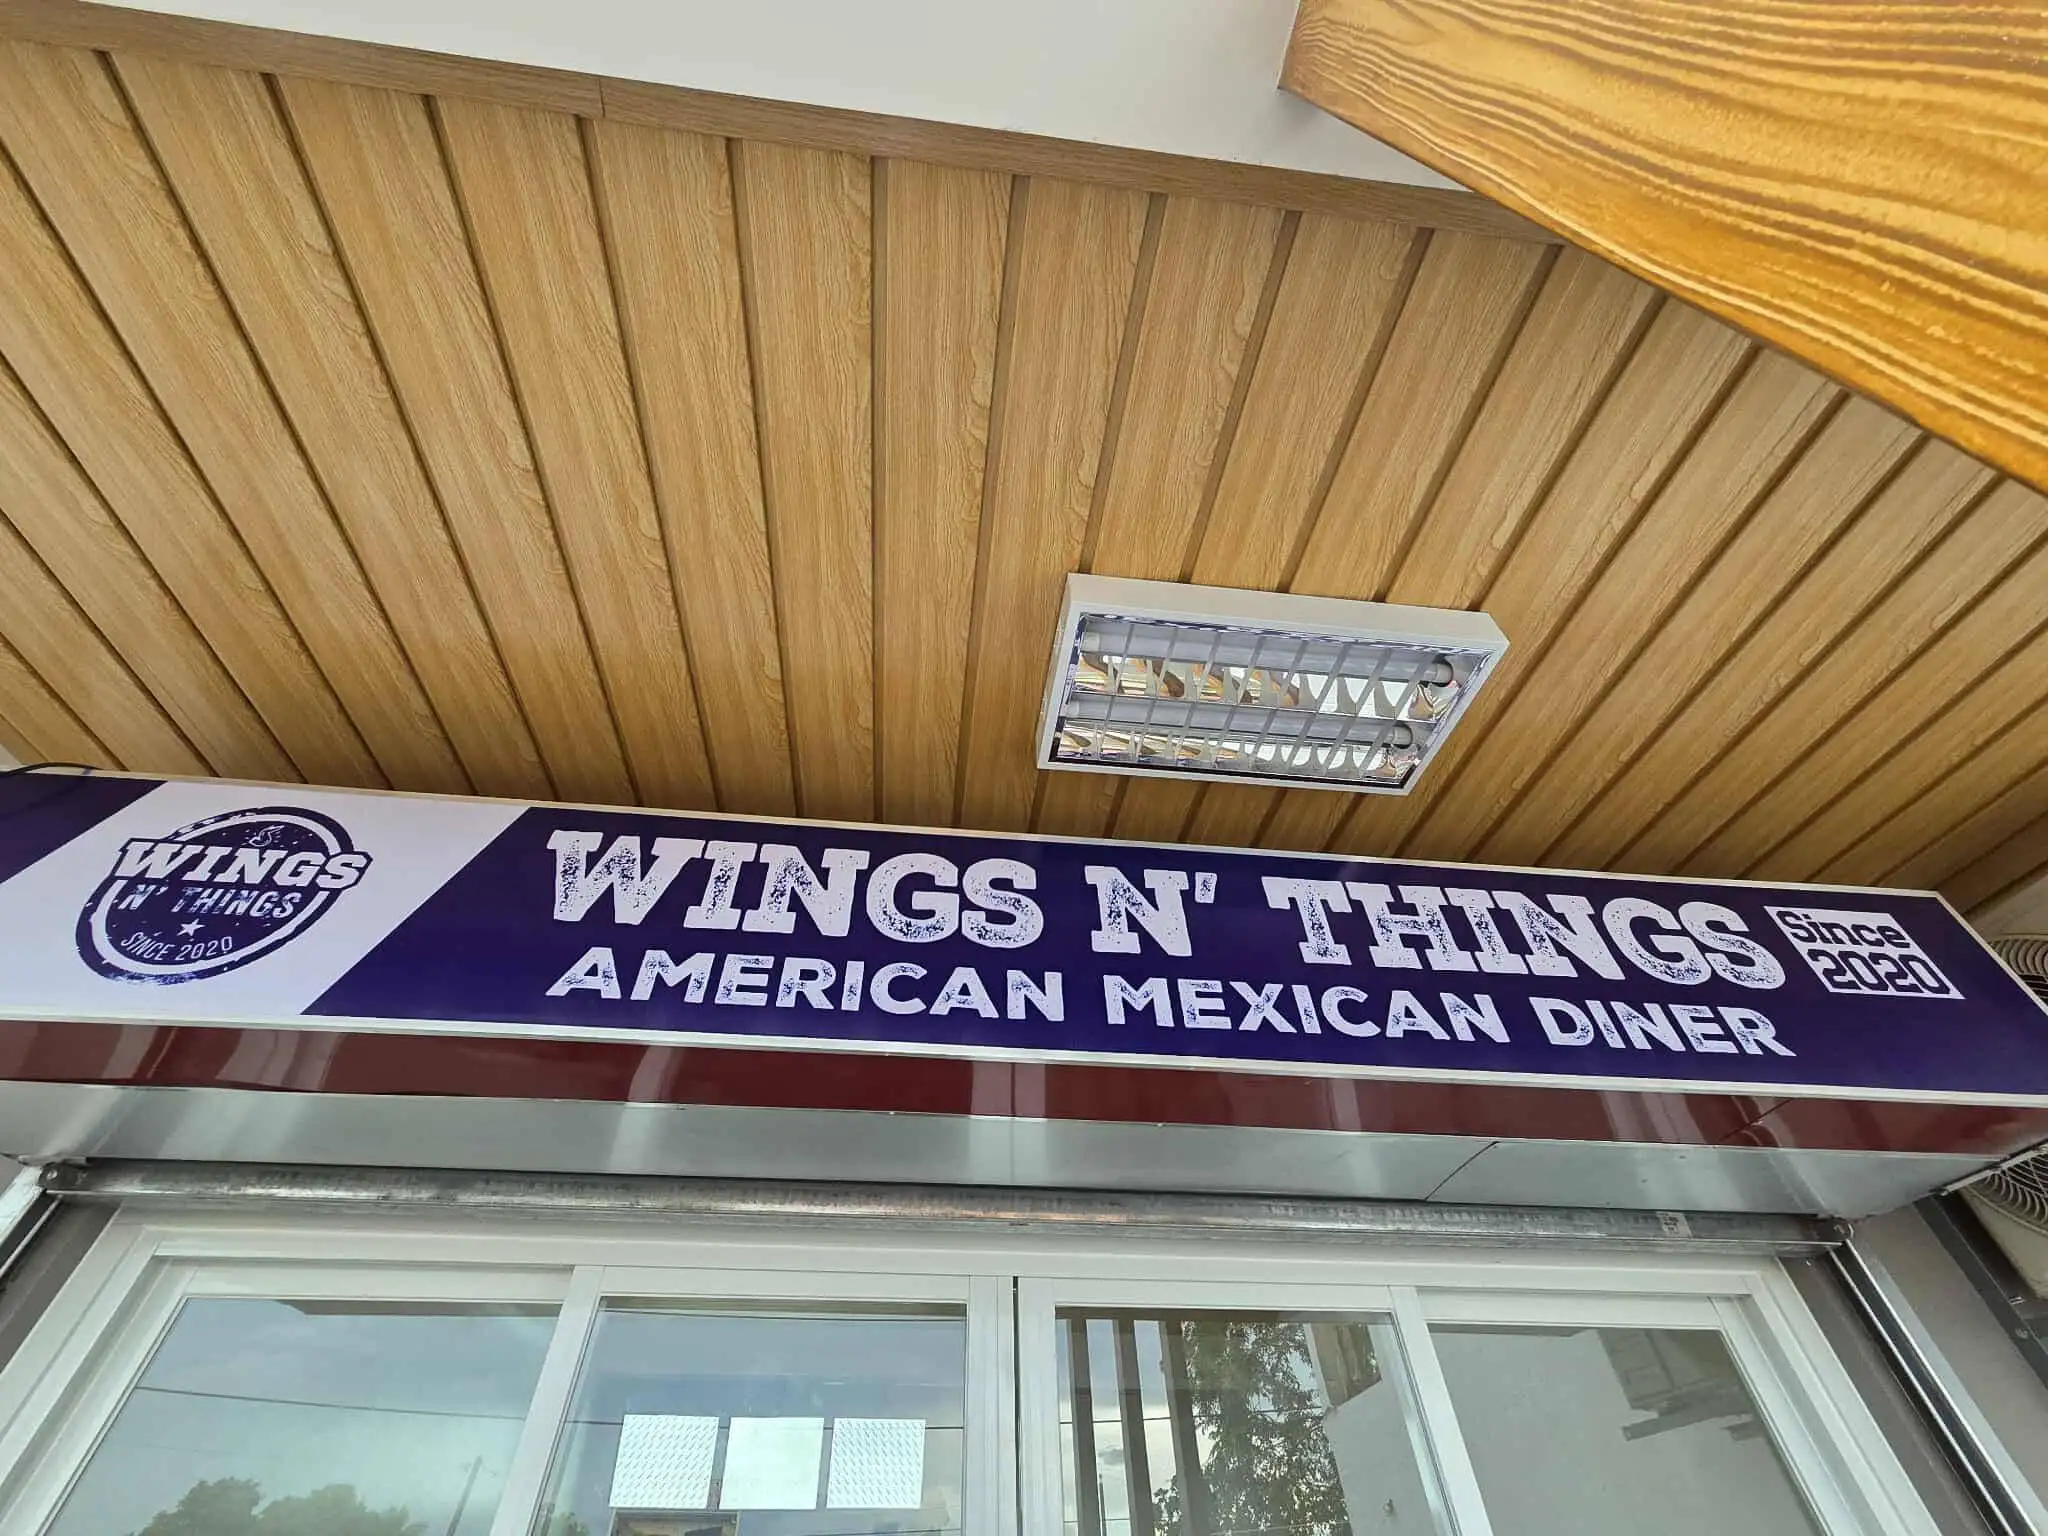 WINGS
N' THINGS
SINCE 2020
WINGS N' THINGS
AMERICAN MEXICAN DINER
Since
2020